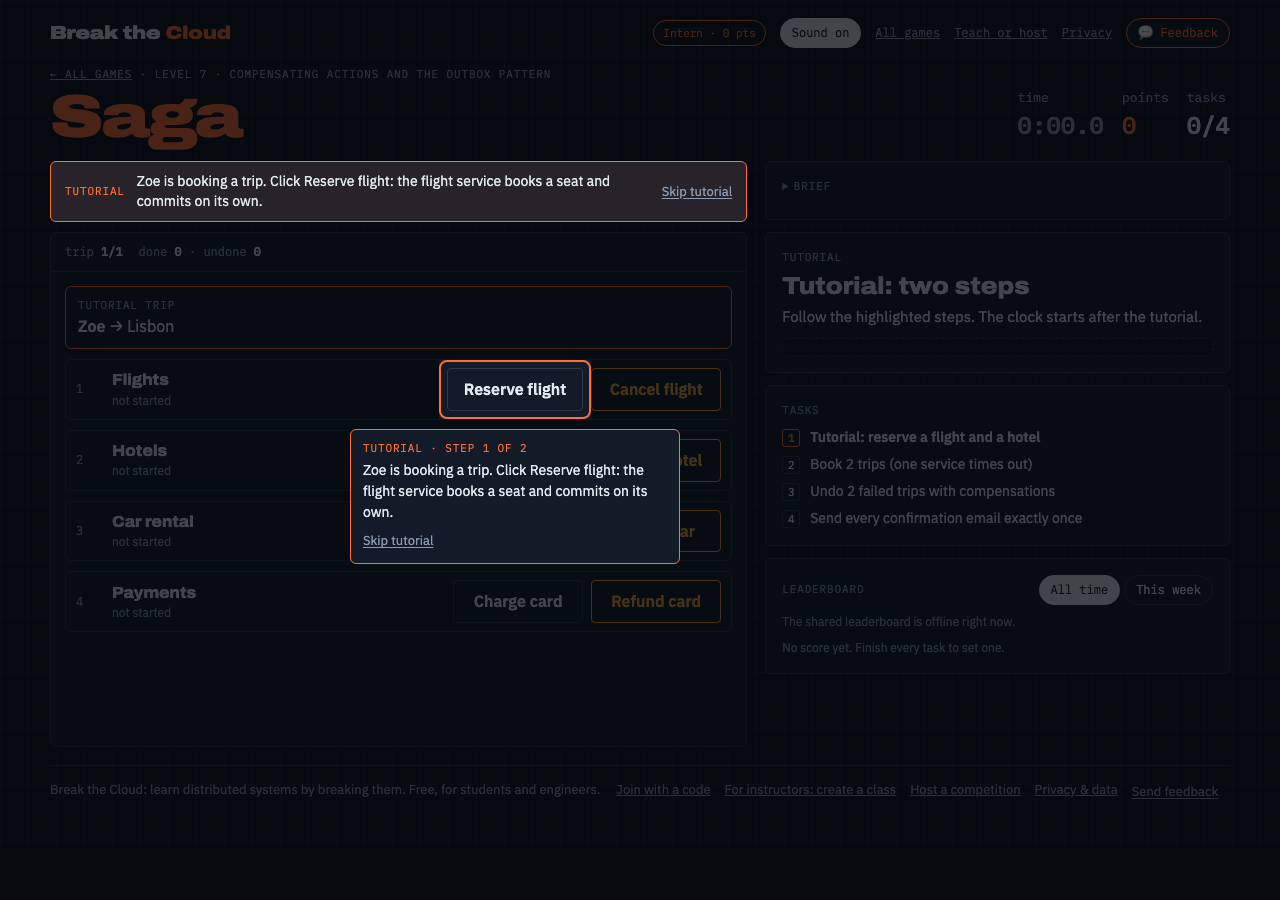 Break the Cloud
Intern · 0 pts
Sound on
All games
Teach or host
Privacy
💬 Feedback
← ALL GAMES · LEVEL 7 · COMPENSATING ACTIONS AND THE OUTBOX PATTERN
Saga
time
0:00.0
points
0
tasks
0/4
TUTORIAL
Zoe is booking a trip. Click Reserve flight: the flight service books a seat and
commits on its own.
Skip tutorial
▶ BRIEF
trip 1/1 done 0 · undone 0
TUTORIAL TRIP
Zoe → Lisbon
1
Flights
not started
Reserve flight
Cancel flight
2
Hotels
not started
3
Car rental
not started
TUTORIAL · STEP 1 OF 2
Zoe is booking a trip. Click Reserve flight: the
flight service books a seat and commits on its
own.
Skip tutorial
4
Payments
not started
Charge card
Refund card
TUTORIAL
Tutorial: two steps
Follow the highlighted steps. The clock starts after the tutorial.
TASKS
1 Tutorial: reserve a flight and a hotel
2 Book 2 trips (one service times out)
3 Undo 2 failed trips with compensations
4 Send every confirmation email exactly once
LEADERBOARD
All time
This week
The shared leaderboard is offline right now.
No score yet. Finish every task to set one.
Break the Cloud: learn distributed systems by breaking them. Free, for students and engineers.
Join with a code
For instructors: create a class
Host a competition
Privacy & data
Send feedback